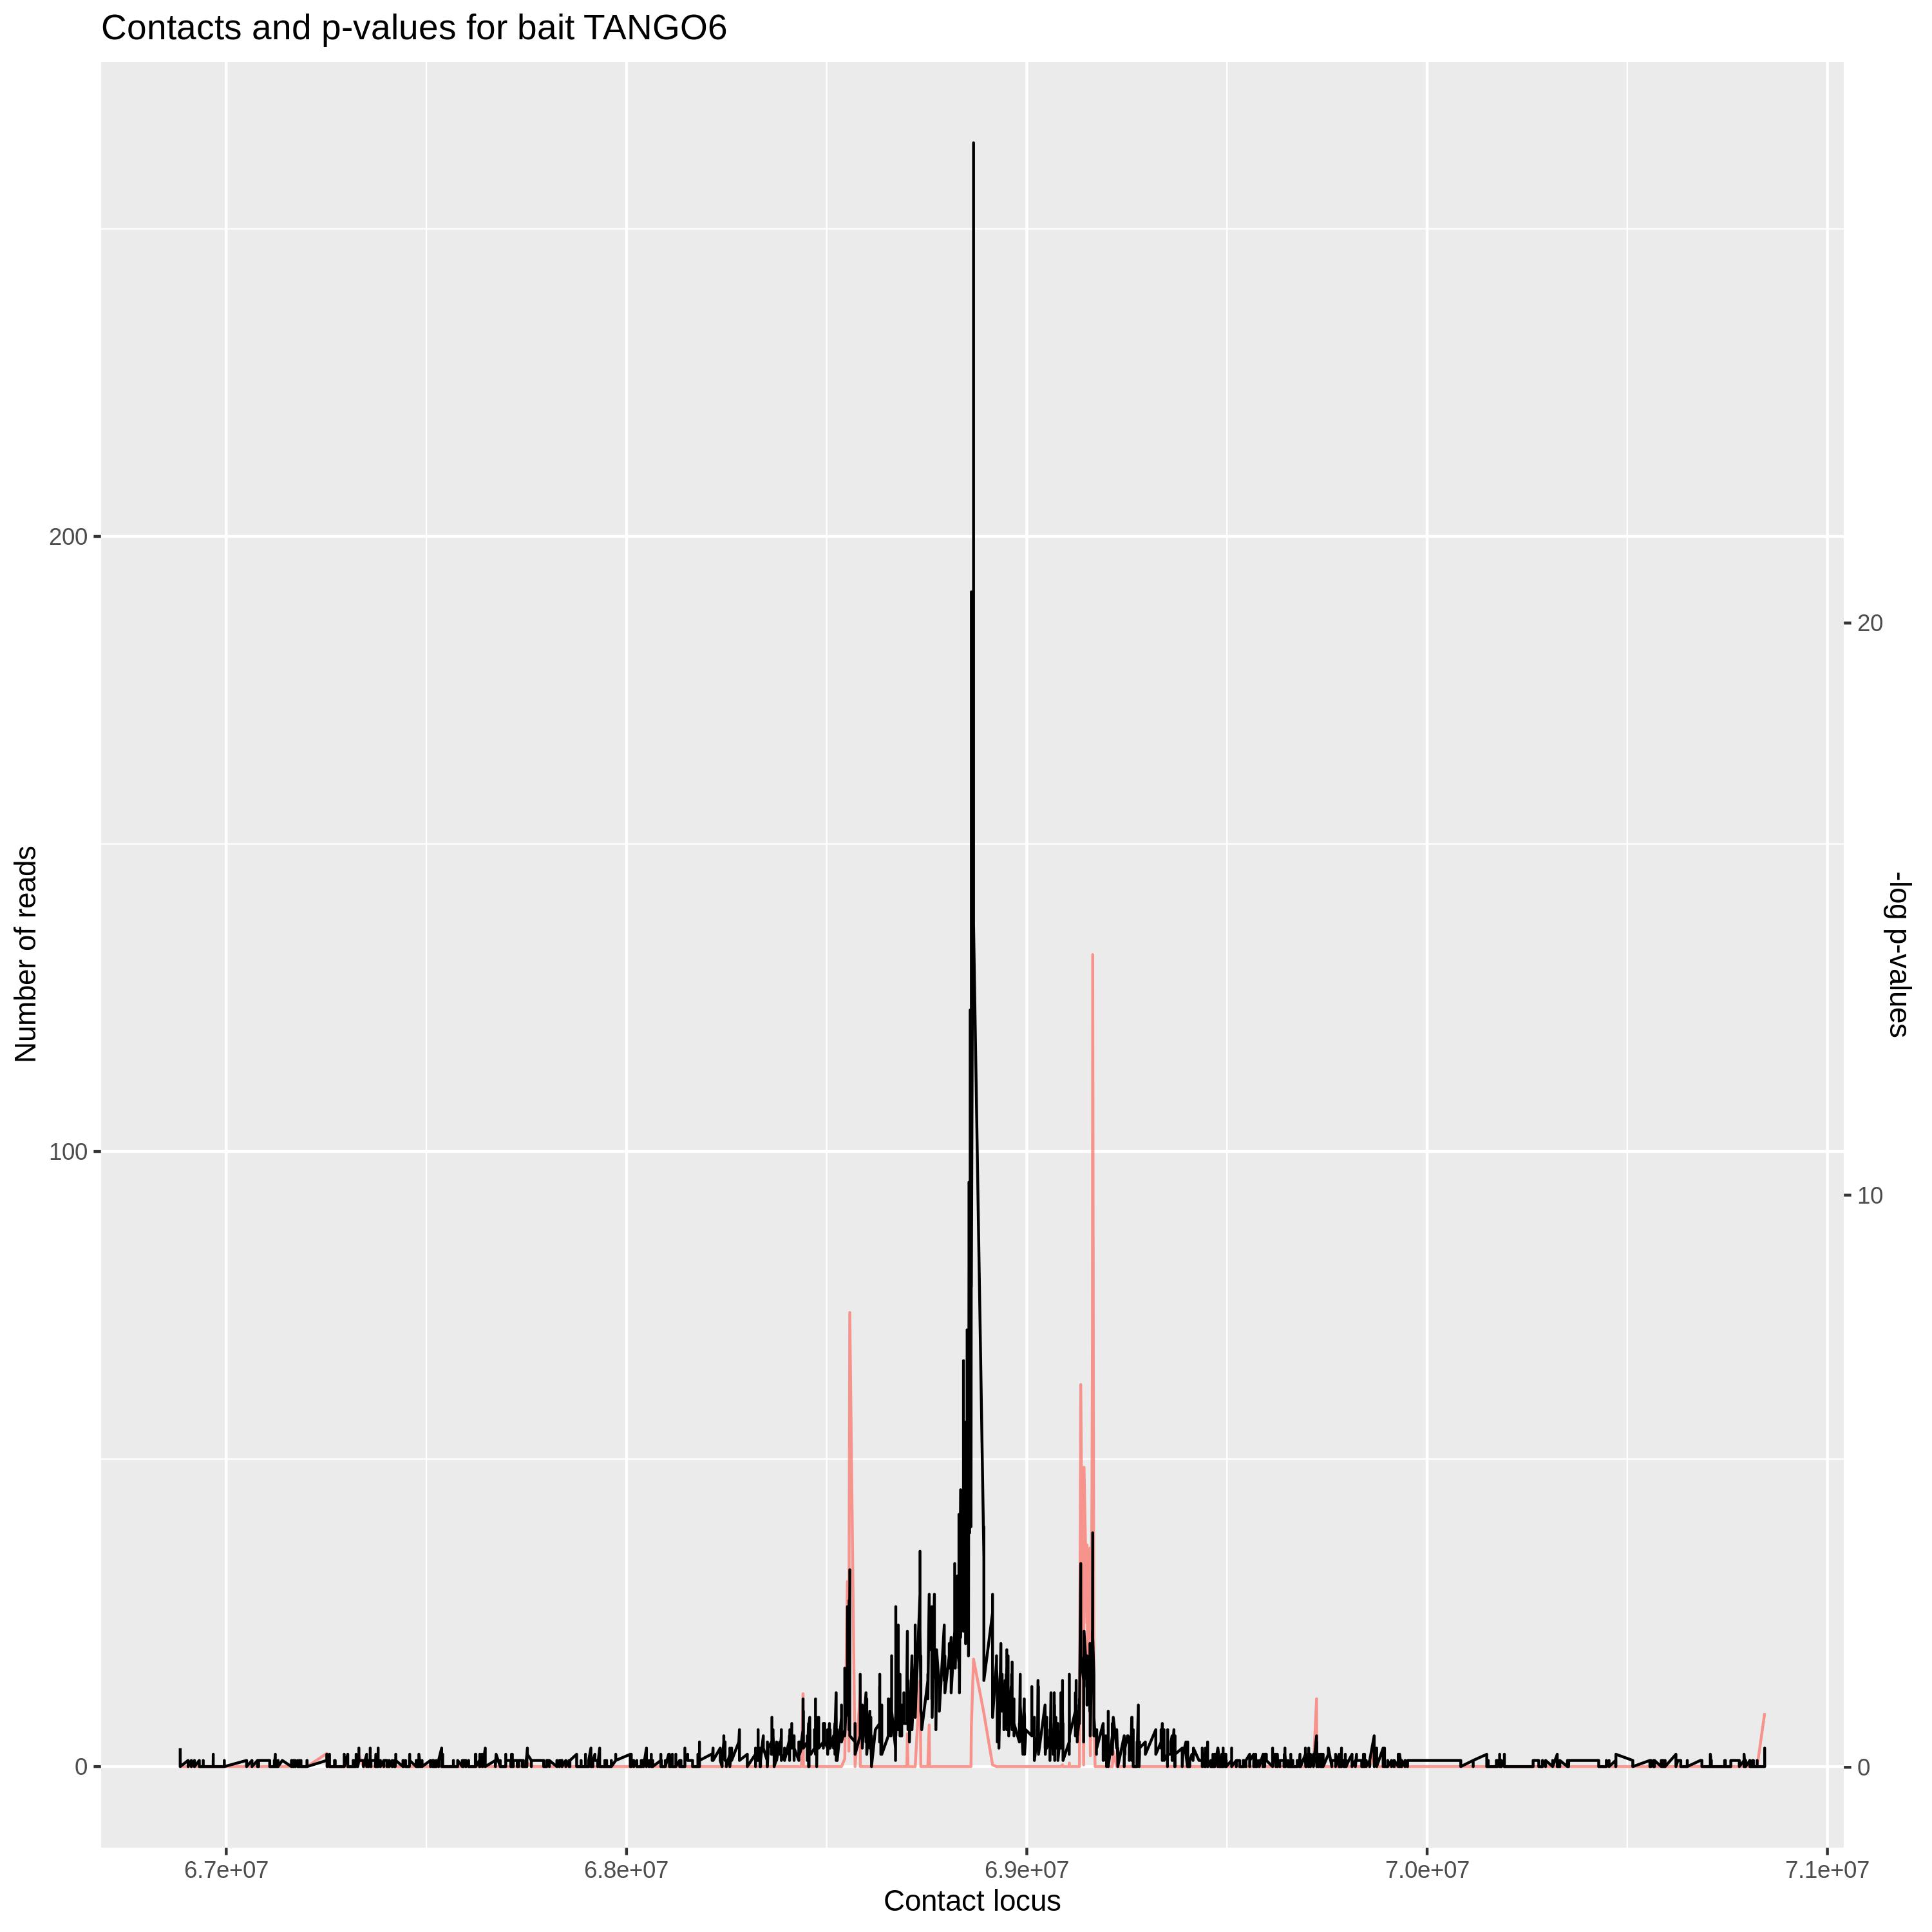 Contacts and p-values for bait TANGO6
Number of reads
200
100
0
20
10
0
-log p-values
6.7e+07
6.8e+07
6.9e+07
7.0e+07
7.1e+07
Contact locus